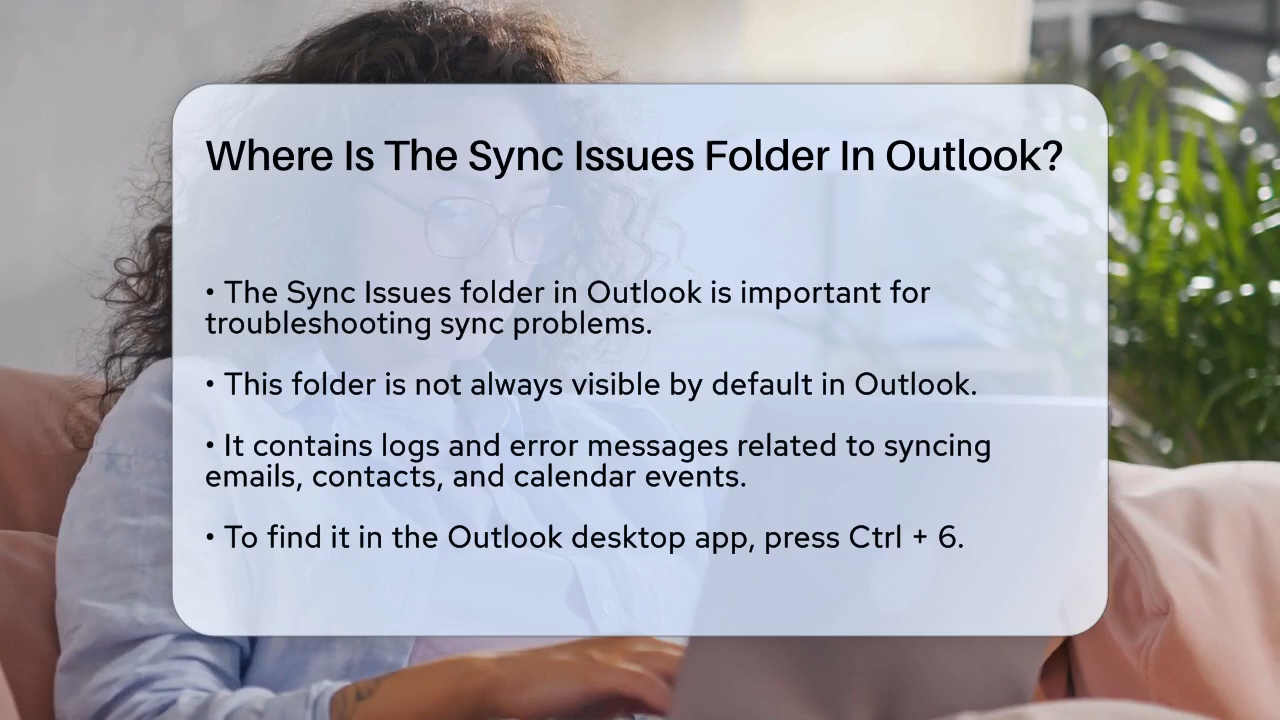 Where Is The Sync Issues Folder In Outlook?
• The Sync Issues folder in Outlook is important for
troubleshooting sync problems.
• This folder is not always visible by default in Outlook.
• It contains logs and error messages related to syncing
emails, contacts, and calendar events.
• To find it in the Outlook desktop app, press Ctrl + 6.